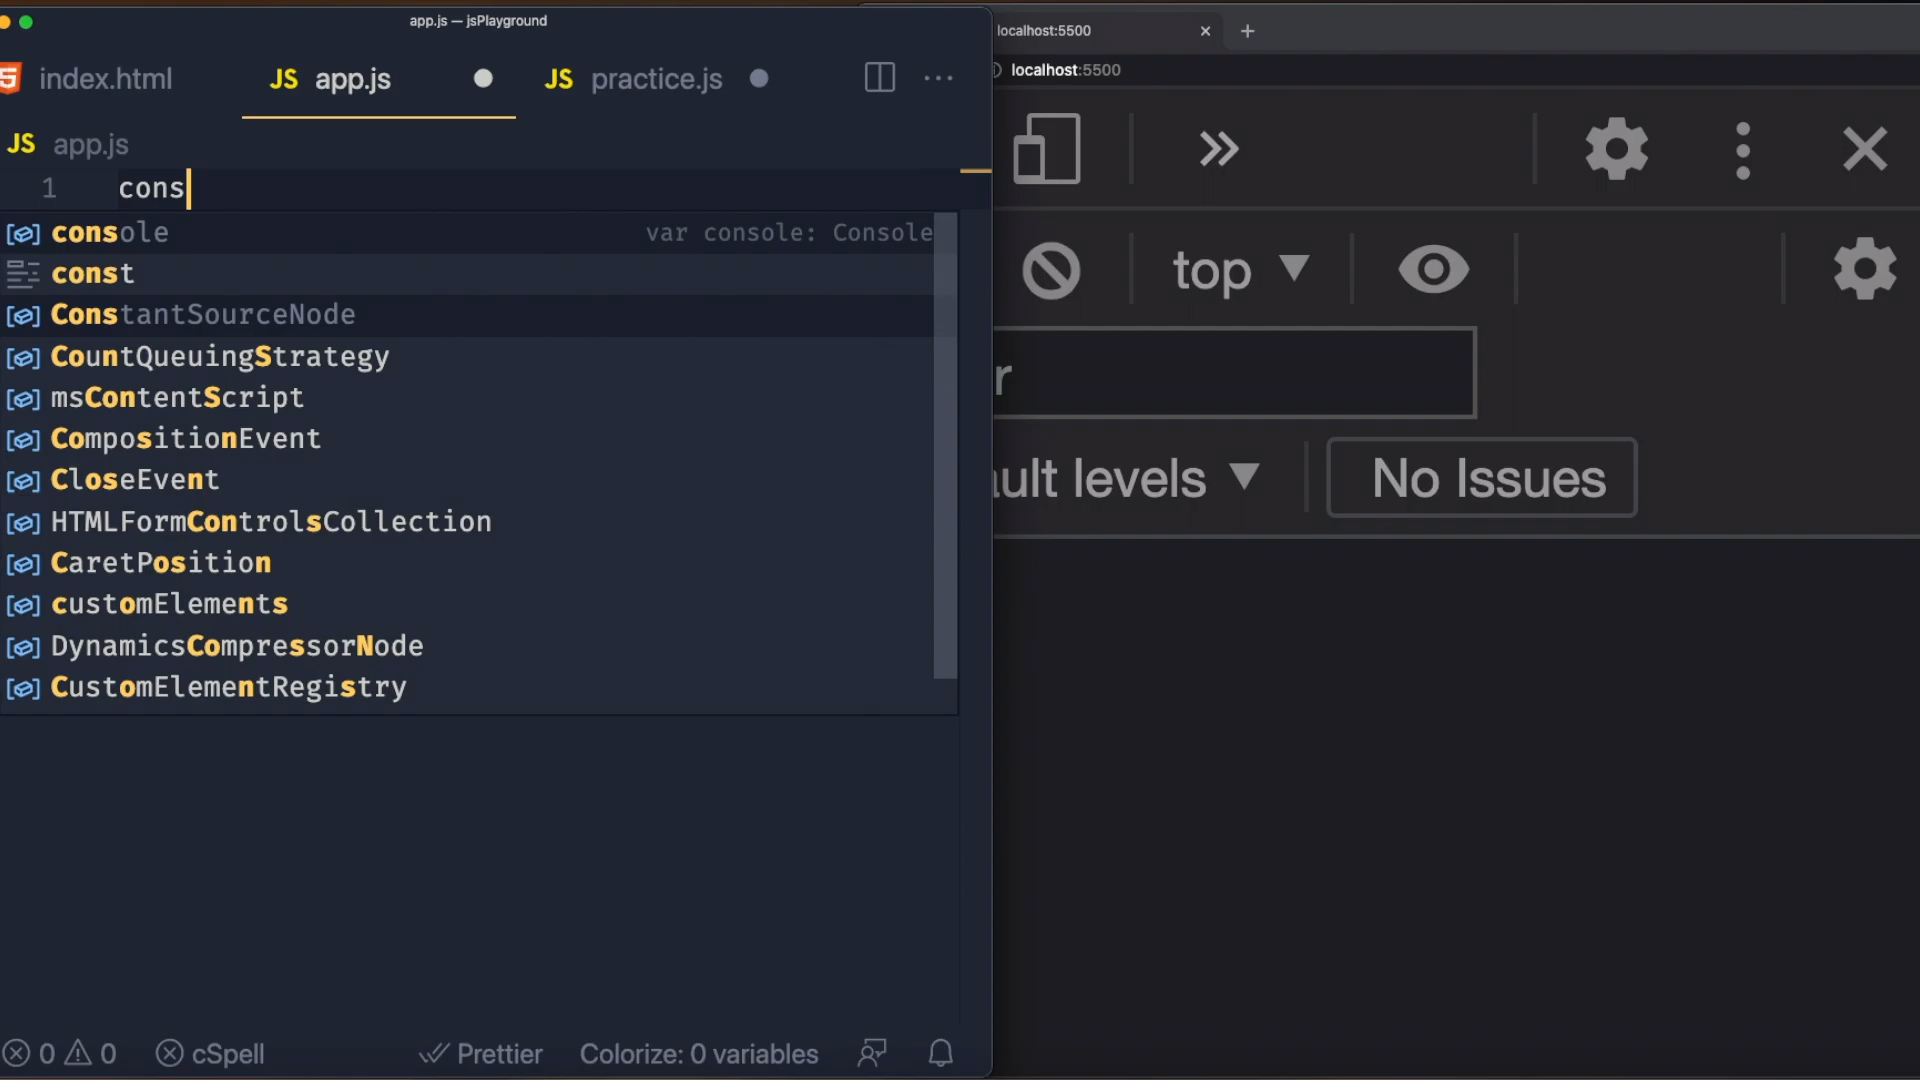 app.js — jsPlayground
index.html
JS app.js
JS practice.js
JS app.js
1 cons
console var console: Console
const
ConstantSourceNode
CountQueuingStrategy
msContentScript
CompositionEvent
CloseEvent
HTMLFormControlsCollection
CaretPosition
customElements
DynamicsCompressorNode
CustomElementRegistry
0 0 cSpell Prettier Colorize: 0 variables
localhost:5500
localhost:5500
top
r
ault levels
No Issues